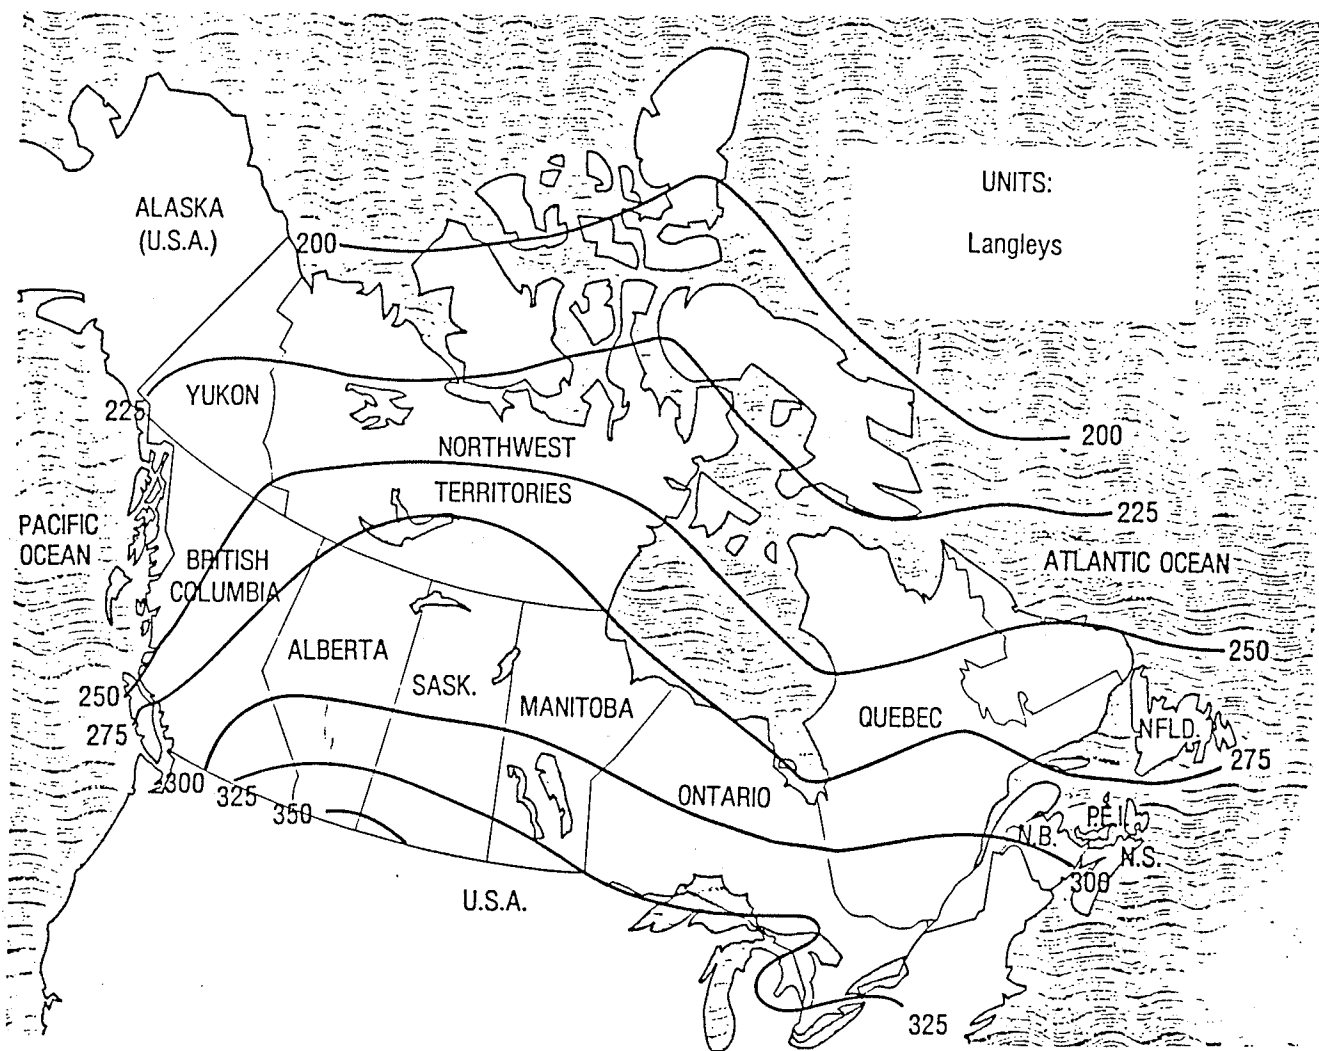 UNITS:
Langleys
ALASKA
(U.S.A.)
200
YUKON
225
NORTHWEST
TERRITORIES
200
225
PACIFIC
OCEAN
BRITISH
COLUMBIA
ATLANTIC OCEAN
ALBERTA
SASK.
MANITOBA
QUEBEC
NFLD.
250
250
275
275
300
325
350
ONTARIO
P.E.I.
N.B.
N.S.
300
U.S.A.
325